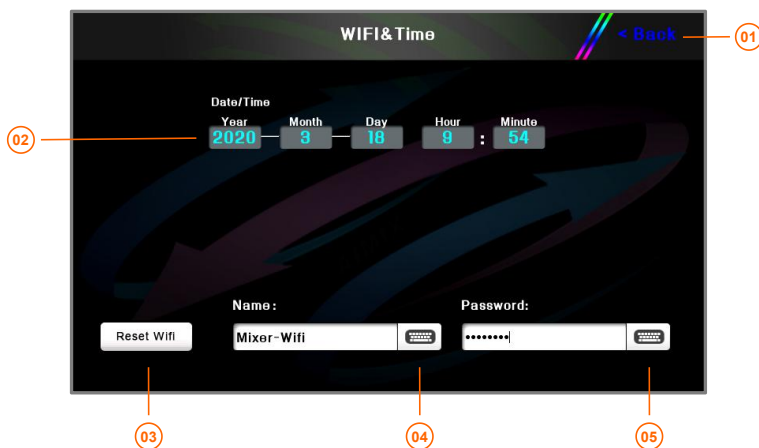 WIFI&Time
< Back
01
Date/Time
Year Month Day Hour Minute
02
2020 — 3 — 18 9 : 54
Name: Password:
Reset Wifi Mixer-Wifi ••••••••
03 04 05